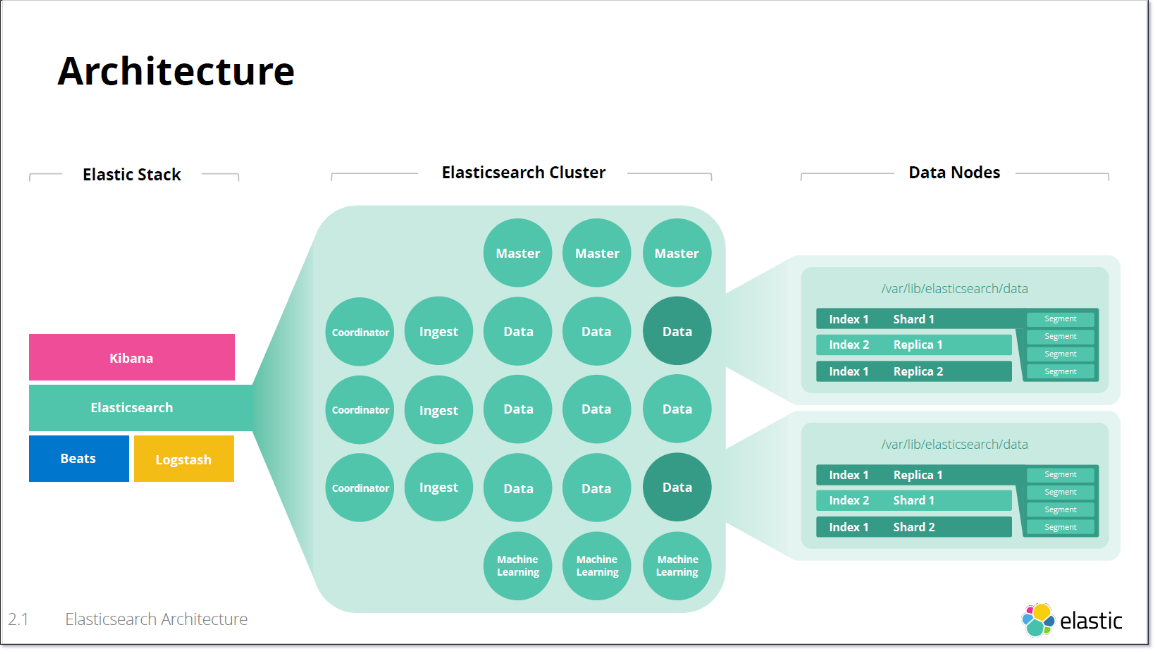 Architecture
Elastic Stack
Elasticsearch Cluster
Data Nodes
Kibana
Elasticsearch
Beats
Logstash
Master Master Master
Coordinator Ingest Data Data Data
Coordinator Ingest Data Data Data
Coordinator Ingest Data Data Data
Machine Learning Machine Learning Machine Learning
/var/lib/elasticsearch/data
Index 1 Shard 1
Index 2 Replica 1
Index 1 Replica 2
Segment
Segment
Segment
Segment
/var/lib/elasticsearch/data
Index 1 Replica 1
Index 2 Shard 1
Index 1 Shard 2
Segment
Segment
Segment
Segment
2.1 Elasticsearch Architecture
elastic